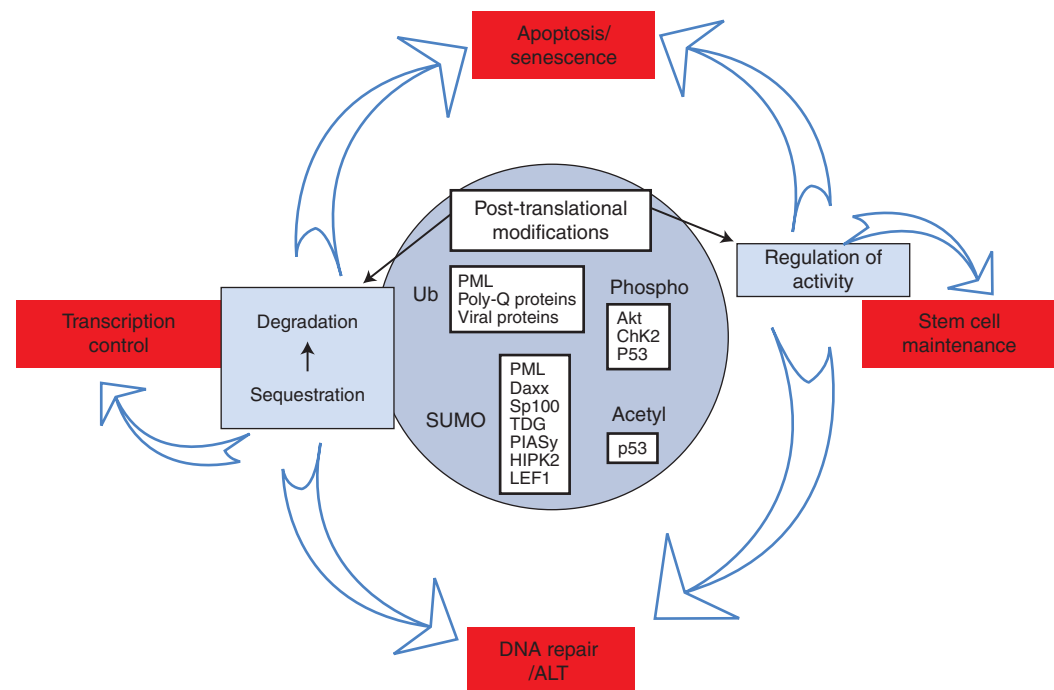 Apoptosis/
senescence
Post-translational
modifications
Regulation of
activity
Ub
PML
Poly-Q proteins
Viral proteins
Phospho
Akt
ChK2
P53
Transcription
control
Degradation
Sequestration
Stem cell
maintenance
SUMO
PML
Daxx
Sp100
TDG
PIASy
HIPK2
LEF1
Acetyl
p53
DNA repair
/ALT